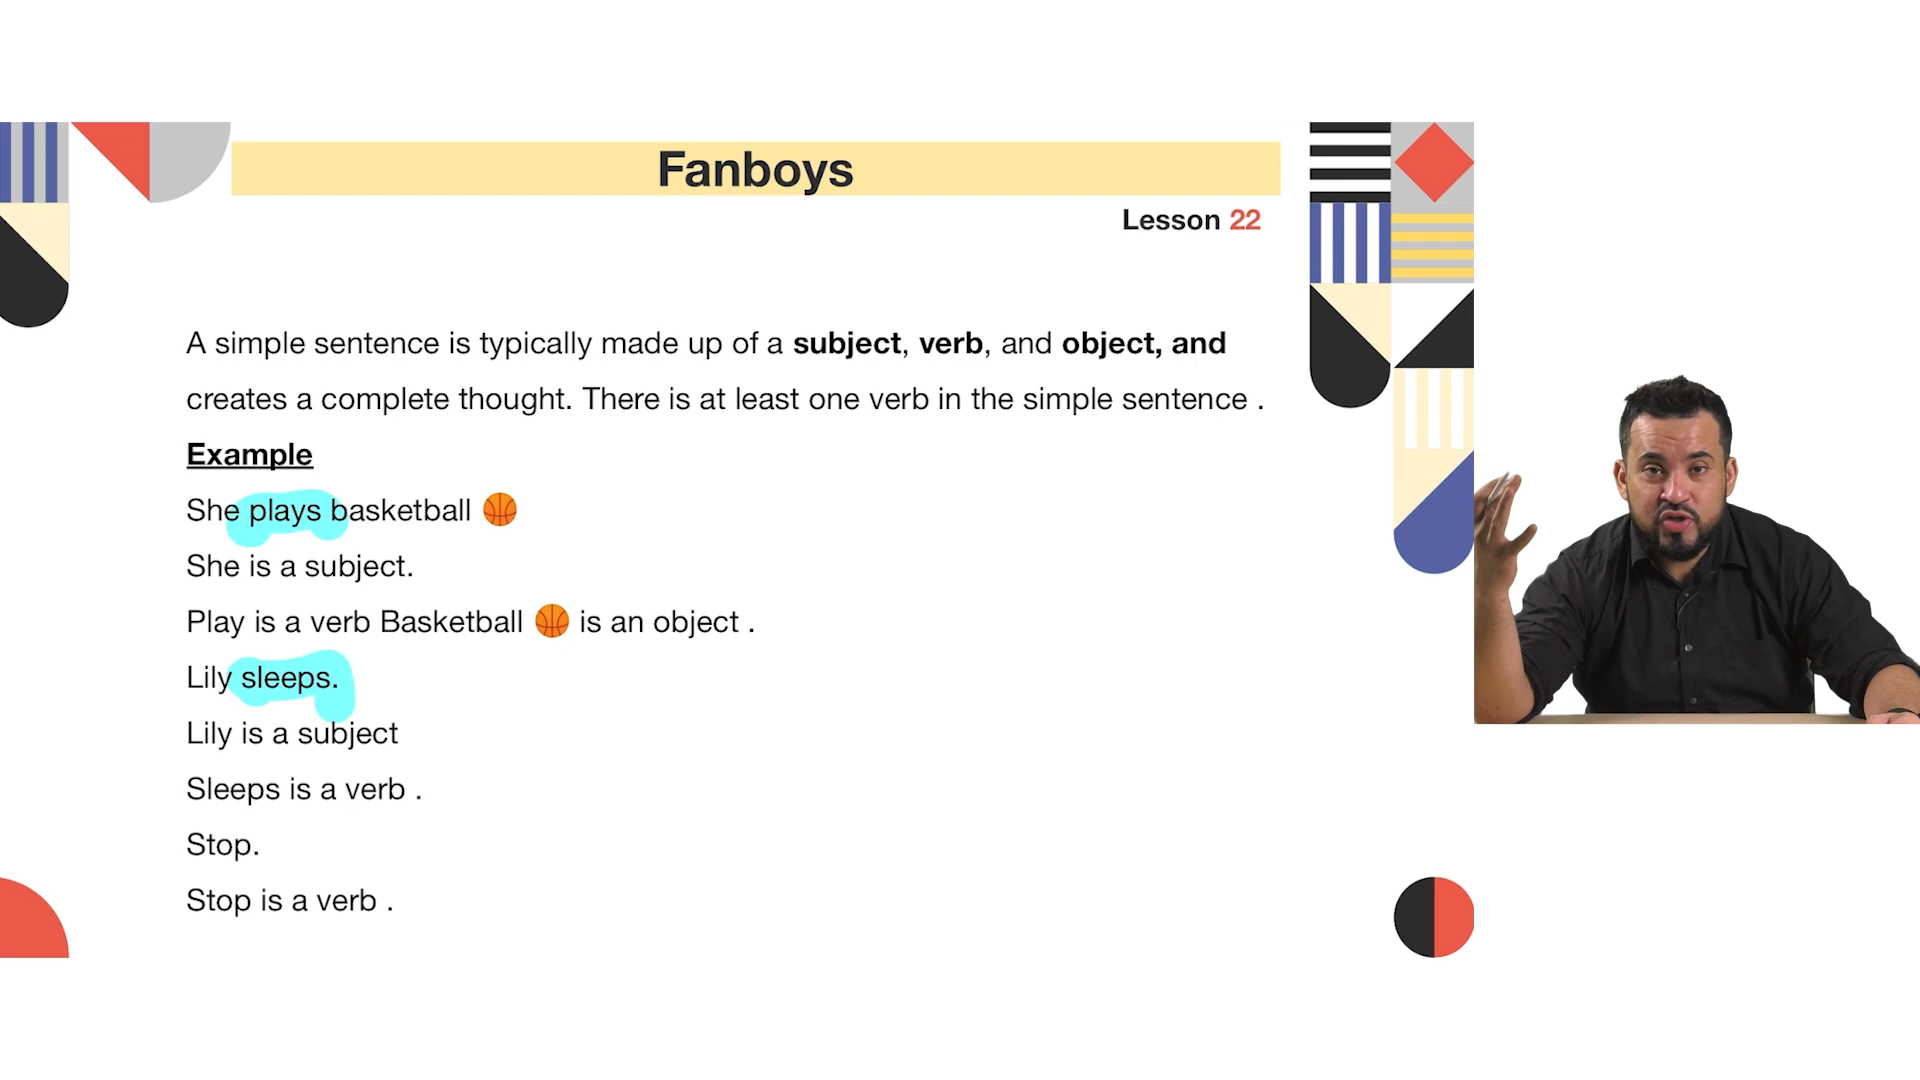 Fanboys
Lesson 22
A simple sentence is typically made up of a subject, verb, and object, and
creates a complete thought. There is at least one verb in the simple sentence .
Example
She plays basketball 🏀
She is a subject.
Play is a verb Basketball 🏀 is an object .
Lily sleeps.
Lily is a subject
Sleeps is a verb .
Stop.
Stop is a verb .